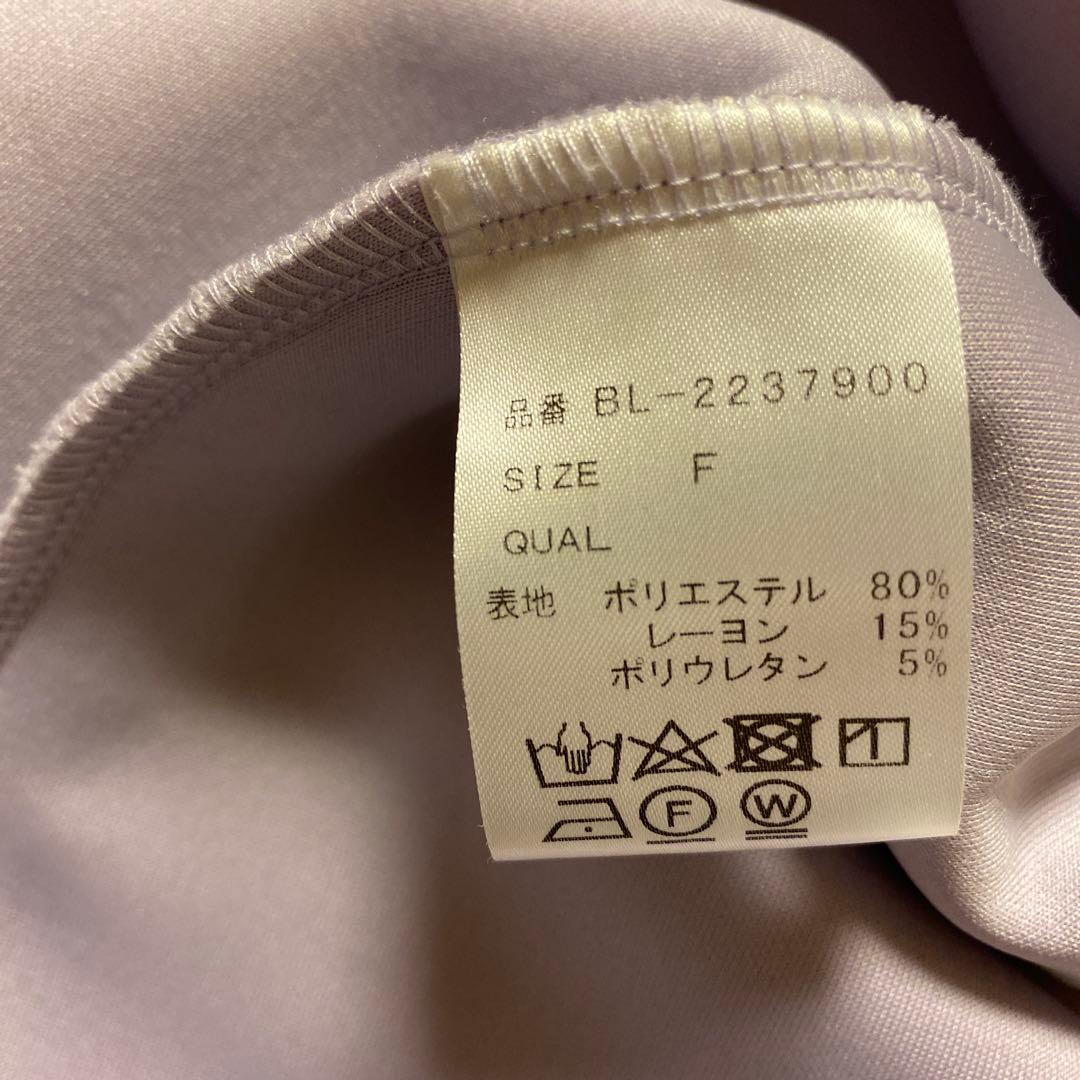 品番 BL-2237900
SIZE F
QUAL
表地 ポリエステル 80%
レーヨン 15%
ポリウレタン 5%
F W